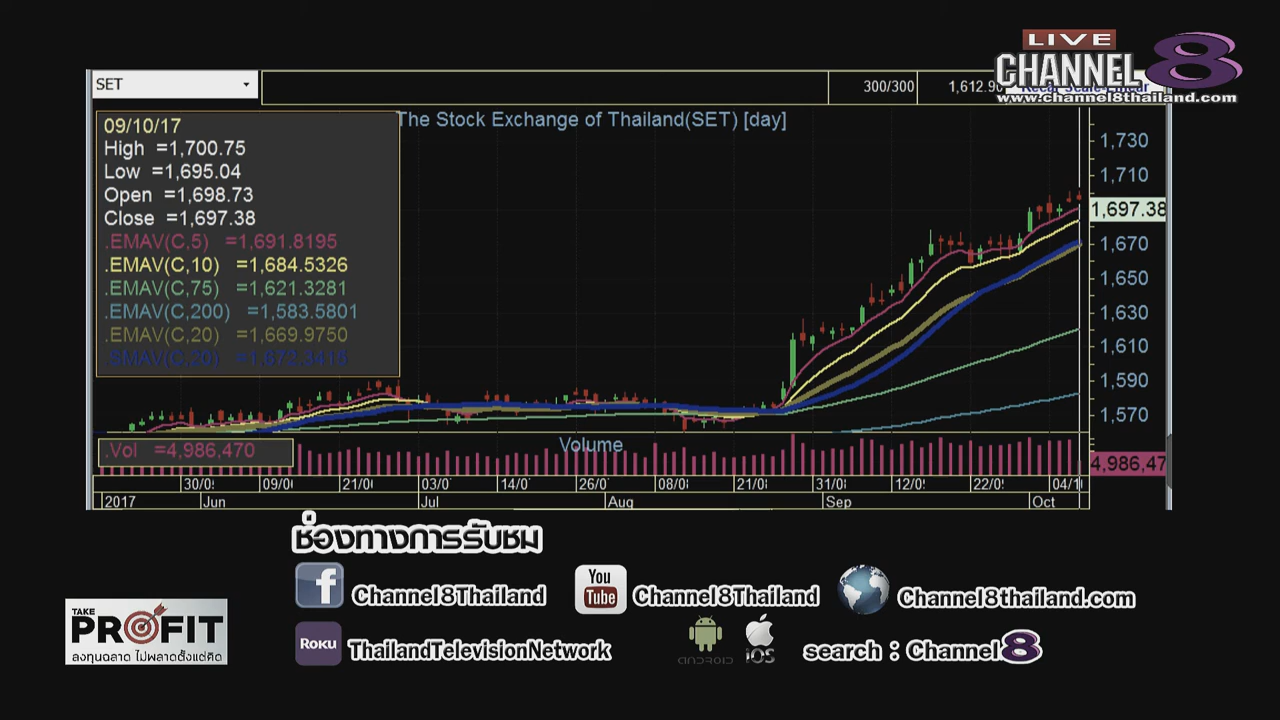 LIVE
CHANNEL 8
www.channel8thailand.com
SET
300/300
The Stock Exchange of Thailand(SET) [day]
09/10/17
High =1,700.75
Low =1,695.04
Open =1,698.73
Close =1,697.38
.EMAV(C,5) =1,691.8195
.EMAV(C,10) =1,684.5326
.EMAV(C,75) =1,621.3281
.EMAV(C,200) =1,583.5801
.EMAV(C,20) =1,669.9750
.SMAV(C,20) =1,672.3415
1,730
1,710
1,697.38
1,670
1,650
1,630
1,610
1,590
1,570
.Vol =4,986,470
Volume
4,986,47
30/0 09/0 21/0 03/0 14/0 26/0 08/0 21/0 31/0 12/0 22/0 04/1
2017 Jun Jul Aug Sep Oct
ช่องทางการรับชม
f Channel8Thailand You Tube Channel8Thailand Channel8thailand.com
TAKE
PROFIT
ลงทุนฉลาด ไม่พลาดตั้งแต่คิด
ROKU ThailandTelevisionNetwork ANDROID iOS search : Channel 8